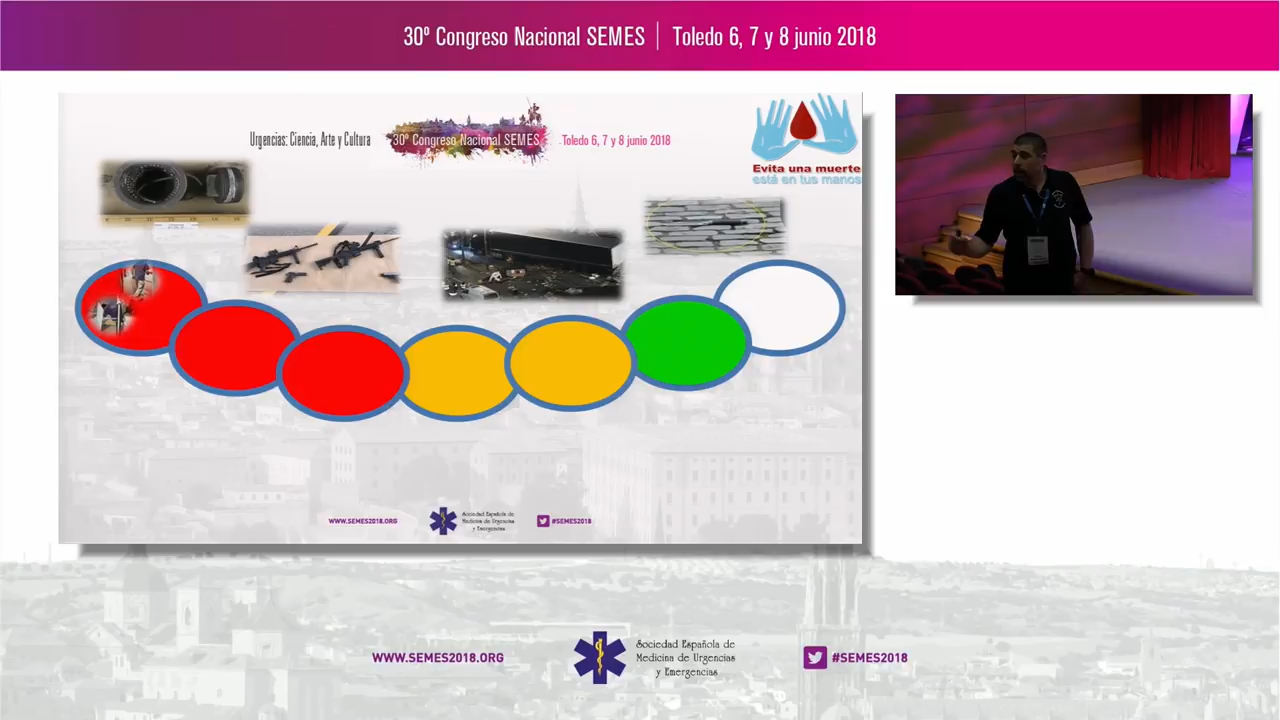 30º Congreso Nacional SEMES | Toledo 6, 7 y 8 junio 2018
Urgencias: Ciencia, Arte y Cultura
30º Congreso Nacional SEMES
Toledo 6, 7 y 8 junio 2018
Evita una muerte
está en tus manos
WWW.SEMES2018.ORG
Sociedad Española de
Medicina de Urgencias
y Emergencias
#SEMES2018
WWW.SEMES2018.ORG
Sociedad Española de
Medicina de Urgencias
y Emergencias
#SEMES2018